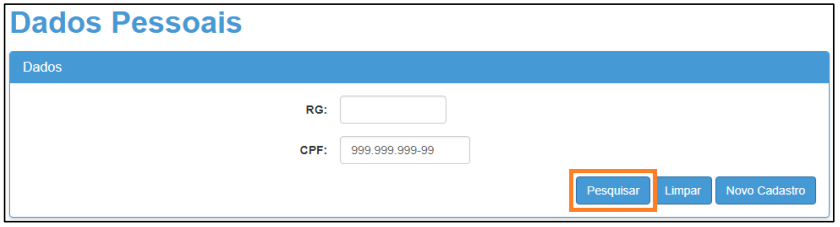 Dados Pessoais
Dados
RG:
CPF: 999.999.999-99
Pesquisar Limpar Novo Cadastro